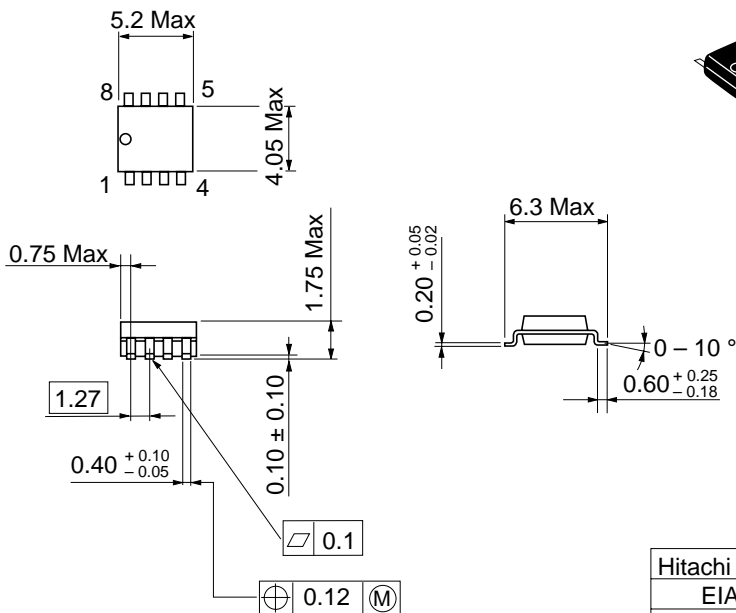 5.2 Max
8 5
4.05 Max
1 4
6.3 Max
0.75 Max
1.75 Max
0.20 + 0.05 − 0.02
0 – 10 °
1.27
0.60 + 0.25 − 0.18
0.10 ± 0.10
0.40 + 0.10 − 0.05
0.1
0.12 Ⓜ
Hitachi
EIA